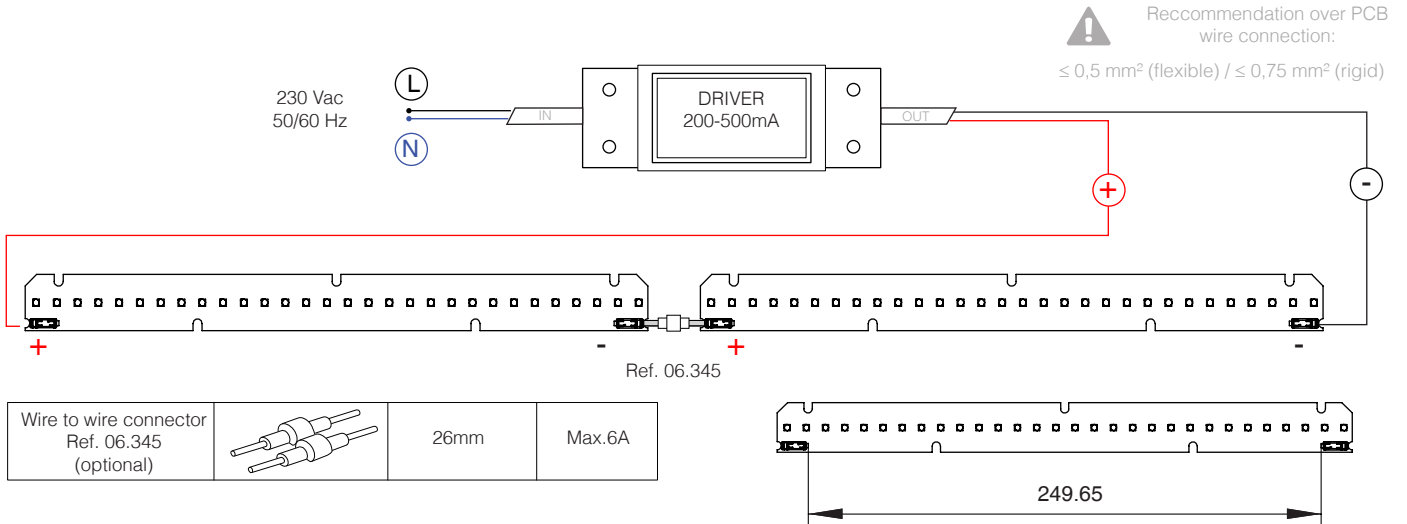 Reccommendation over PCB
wire connection:
≤ 0,5 mm² (flexible) / ≤ 0,75 mm² (rigid)
230 Vac
50/60 Hz
L
N
IN
DRIVER
200-500mA
OUT
+
-
+
-
+
-
Ref. 06.345
Wire to wire connector
Ref. 06.345
(optional)
26mm
Max.6A
249.65